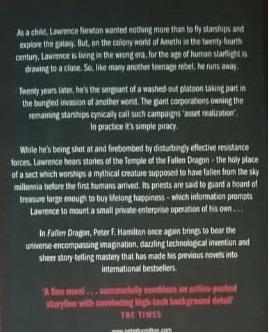 As a child, Lawrence Newton wanted nothing more than to fly starships and
explore the galaxy. But, on the colony world of Amethi in the twenty-fourth
century, Lawrence is living in the wrong era, for the age of human starflight is
drawing to a close. So, like many another teenage rebel, he runs away.
Twenty years later, he's the sergeant of a washed-out platoon taking part in
the bungled invasion of another world. The giant corporations owning the
remaining starships cynically call such campaigns 'asset realization'.
In practice it's simple piracy.
While he's being shot at and firebombed by disturbingly effective resistance
forces, Lawrence hears stories of the Temple of the Fallen Dragon - the holy place
of a sect which worships a mythical creature supposed to have fallen from the sky
millennia before the first humans arrived. Its priests are said to guard a hoard of
treasure large enough to buy lifelong happiness - which information prompts
Lawrence to mount a small private-enterprise operation of his own . . .
In Fallen Dragon, Peter F. Hamilton once again brings to bear the
universe-encompassing imagination, dazzling technological invention and
sheer story-telling mastery that has made his previous novels into
international bestsellers.
'A fine novel . . . successfully combines an action-packed
storyline with convincing high-tech background detail'
THE TIMES